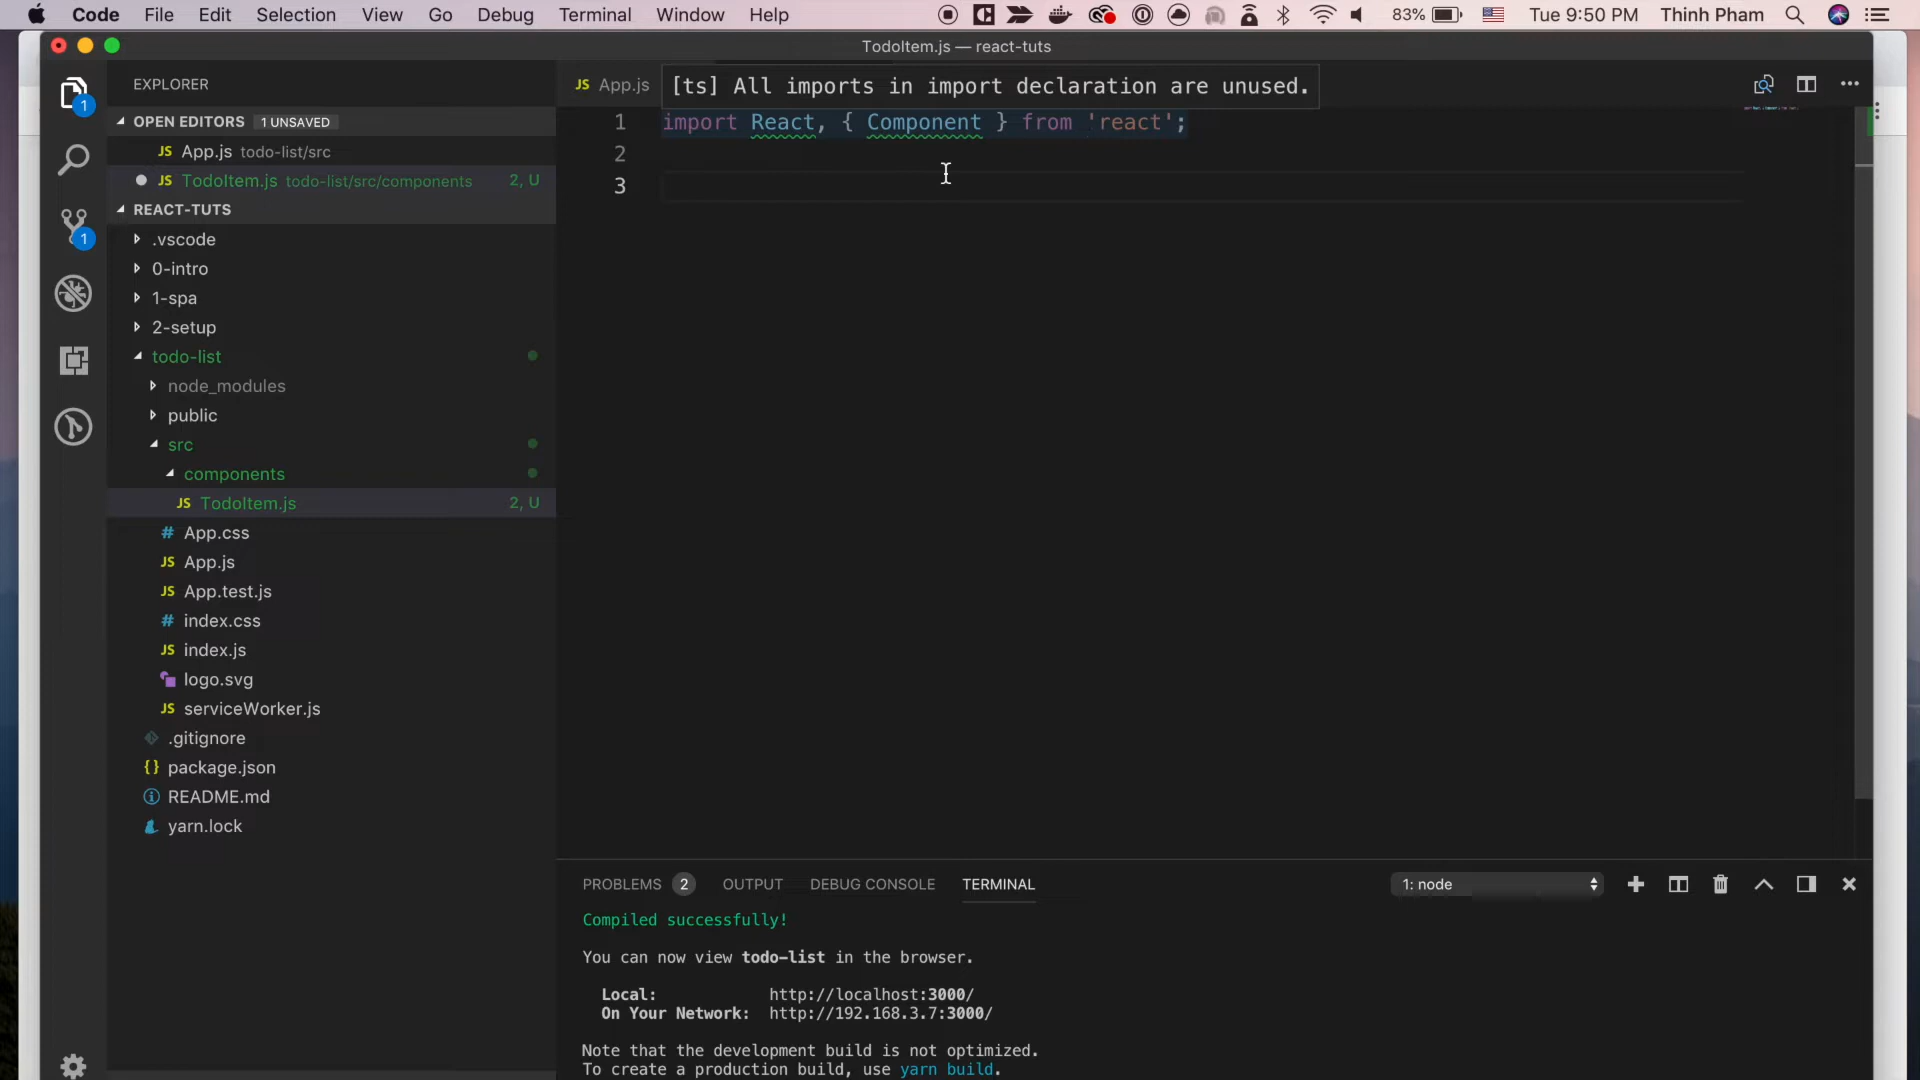 Code File Edit Selection View Go Debug Terminal Window Help 83% Tue 9:50 PM Thinh Pham
TodoItem.js — react-tuts
EXPLORER
JS App.js
[ts] All imports in import declaration are unused.
1
OPEN EDITORS 1 UNSAVED
1 import React, { Component } from 'react';
JS App.js todo-list/src
2
JS TodoItem.js todo-list/src/components 2, U
3
REACT-TUTS
1
.vscode
0-intro
1-spa
2-setup
todo-list
node_modules
public
src
components
JS TodoItem.js 2, U
# App.css
JS App.js
JS App.test.js
# index.css
JS index.js
logo.svg
JS serviceWorker.js
.gitignore
{} package.json
README.md
yarn.lock
PROBLEMS 2 OUTPUT DEBUG CONSOLE TERMINAL 1: node
Compiled successfully!
You can now view todo-list in the browser.
Local: http://localhost:3000/
On Your Network: http://192.168.3.7:3000/
Note that the development build is not optimized.
To create a production build, use yarn build.